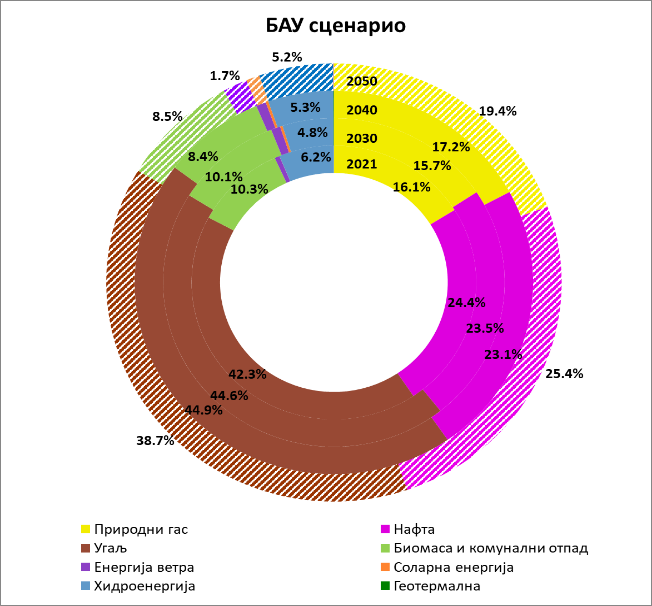 БАУ сценарио
5.2%
1.7%
2050
19.4%
5.3%
2040
8.5%
4.8%
2030
17.2%
8.4%
6.2%
2021
15.7%
10.1%
10.3%
16.1%
24.4%
23.5%
23.1%
42.3%
25.4%
44.6%
44.9%
38.7%
Природни гас
Нафта
Угаљ
Биомаса и комунални отпад
Енергија ветра
Соларна енергија
Хидроенергија
Геотермална